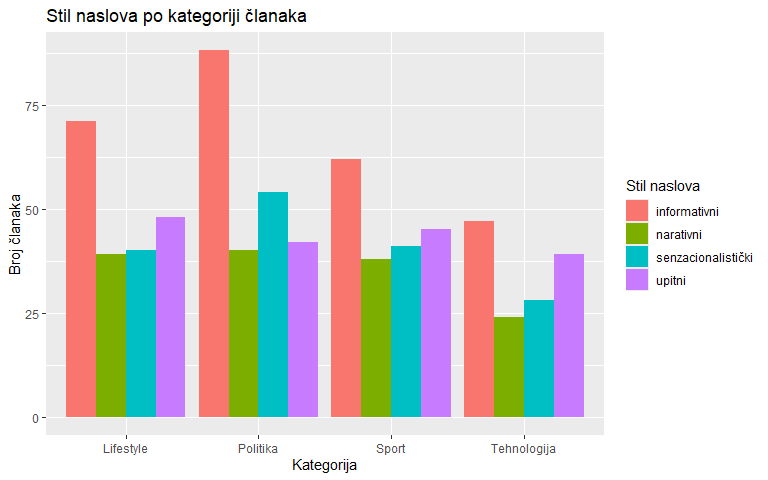 Stil naslova po kategoriji članaka
Broj članaka
75
50
25
0
Lifestyle
Politika
Sport
Tehnologija
Kategorija
Stil naslova
informativni
narativni
senzacionalistički
upitni